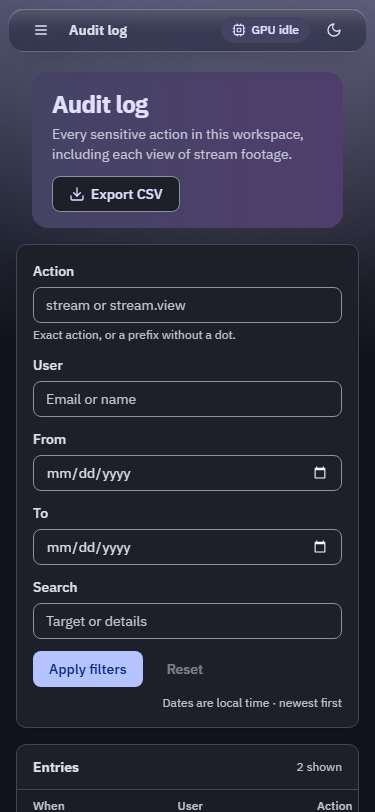 Audit log
GPU idle
Audit log
Every sensitive action in this workspace,
including each view of stream footage.
Export CSV
Action
stream or stream.view
Exact action, or a prefix without a dot.
User
Email or name
From
mm/dd/yyyy
To
mm/dd/yyyy
Search
Target or details
Apply filters
Reset
Dates are local time · newest first
Entries
2 shown
When
User
Action